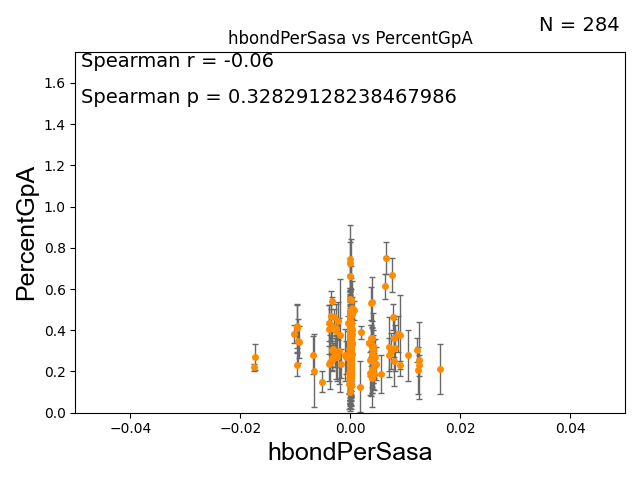 N = 284
hbondPerSasa vs PercentGpA
Spearman r = -0.06
Spearman p = 0.32829128238467986
PercentGpA
1.6
1.4
1.2
1.0
0.8
0.6
0.4
0.2
0.0
−0.04 −0.02 0.00 0.02 0.04
hbondPerSasa